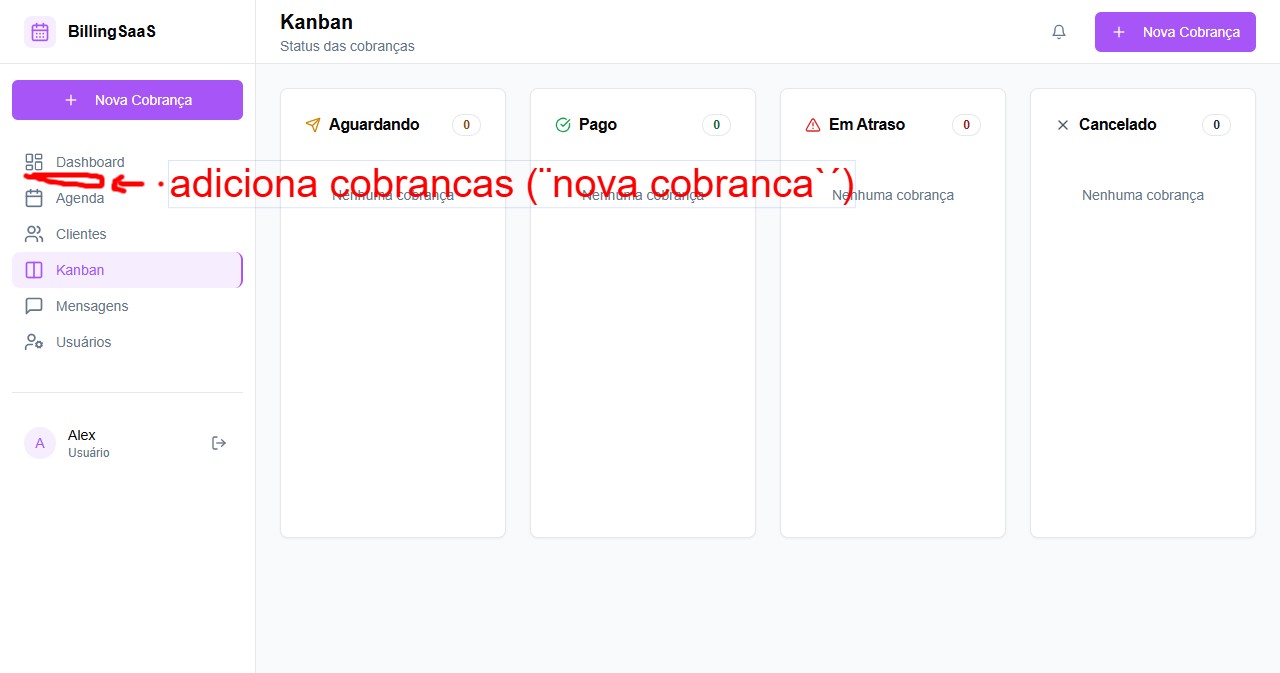 BillingSaaS
Nova Cobrança
Dashboard
Agenda
Clientes
Kanban
Mensagens
Usuários
A
Alex
Usuário
Kanban
Status das cobranças
Nova Cobrança
Aguardando 0
Nenhuma cobrança
Pago 0
Nenhuma cobrança
Em Atraso 0
Nenhuma cobrança
Cancelado 0
Nenhuma cobrança
adiciona cobrancas (¨nova cobranca`´)